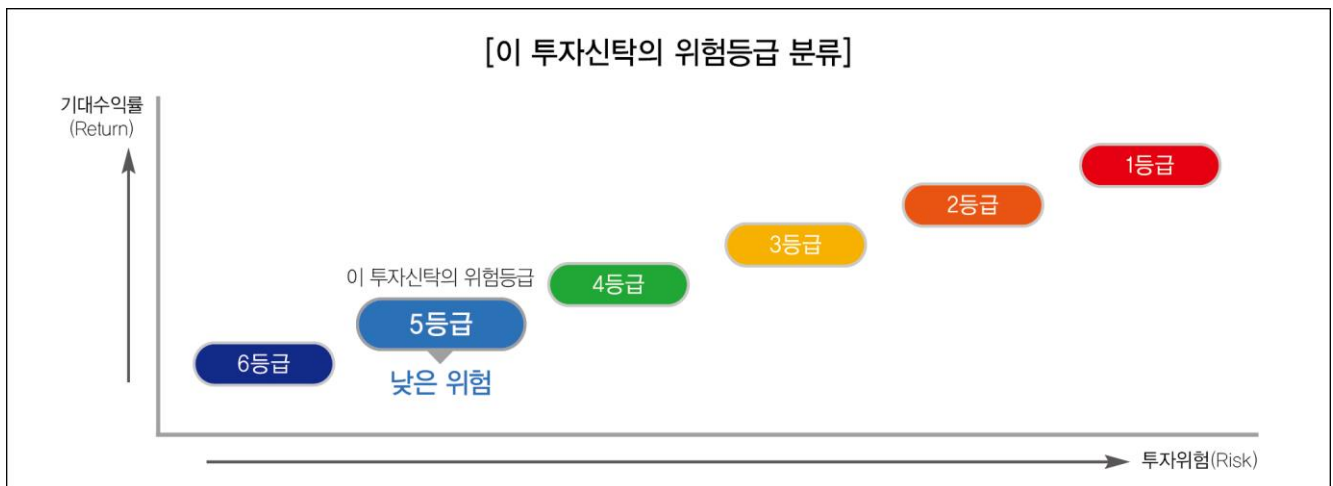 [이 투자신탁의 위험등급 분류]
기대수익률
(Return)
1등급
2등급
3등급
이 투자신탁의 위험등급
4등급
5등급
6등급
낮은 위험
투자위험(Risk)